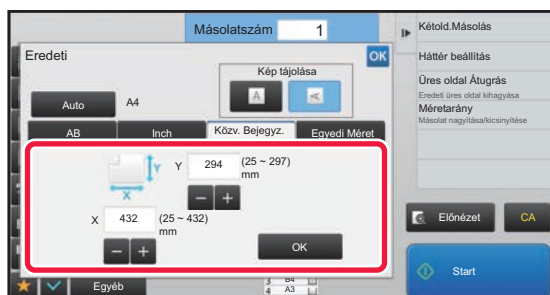 Másolatszám 1
Eredeti
OK
Kép tájolása
A A
Auto A4
AB Inch Közv. Bejegyz. Egyedi Méret
Y Y 294 (25 ~ 297)
mm
X
X 432 (25 ~ 432)
mm
OK
Egyéb
3 B4
4 A3
Kétold.Másolás
Háttér beállítás
Üres oldal Átugrás
Eredeti üres oldal kihagyása
Méretarány
Másolat nagyítása/kicsinyítése
Előnézet CA
Start